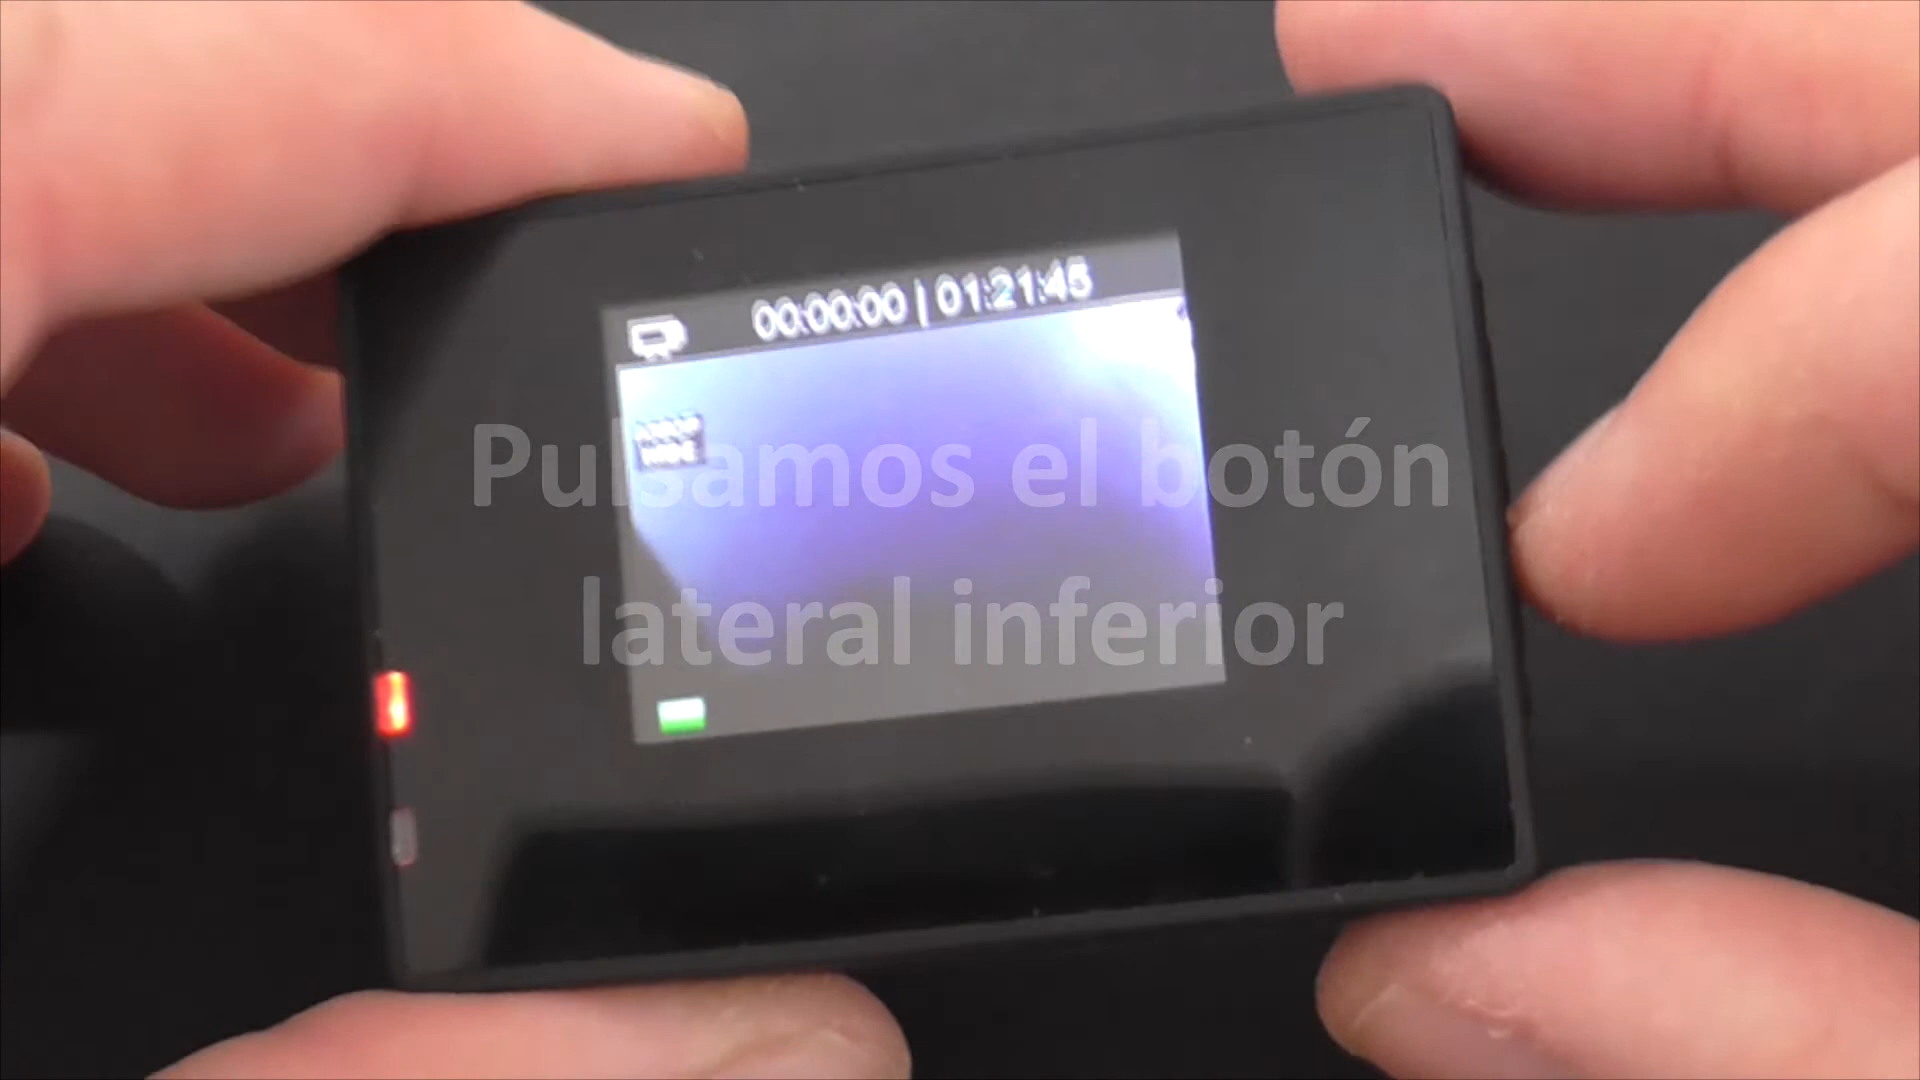 00:00:00 | 01:21:45
Pulsamos el botón
lateral inferior